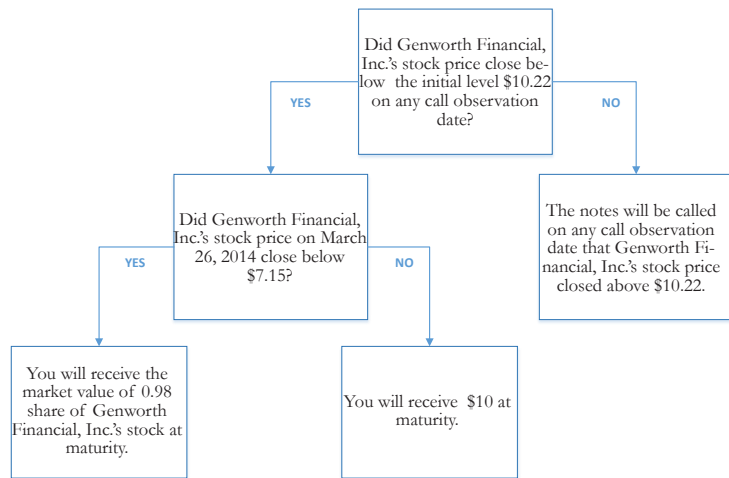 Did Genworth Financial,
Inc.'s stock price close be-
low the initial level $10.22
on any call observation
date?
YES
NO
Did Genworth Financial,
Inc.'s stock price on March
26, 2014 close below
$7.15?
The notes will be called
on any call observation
date that Genworth Fi-
nancial, Inc.'s stock price
closed above $10.22.
YES
NO
You will receive the
market value of 0.98
share of Genworth
Financial, Inc.'s stock at
maturity.
You will receive $10 at
maturity.